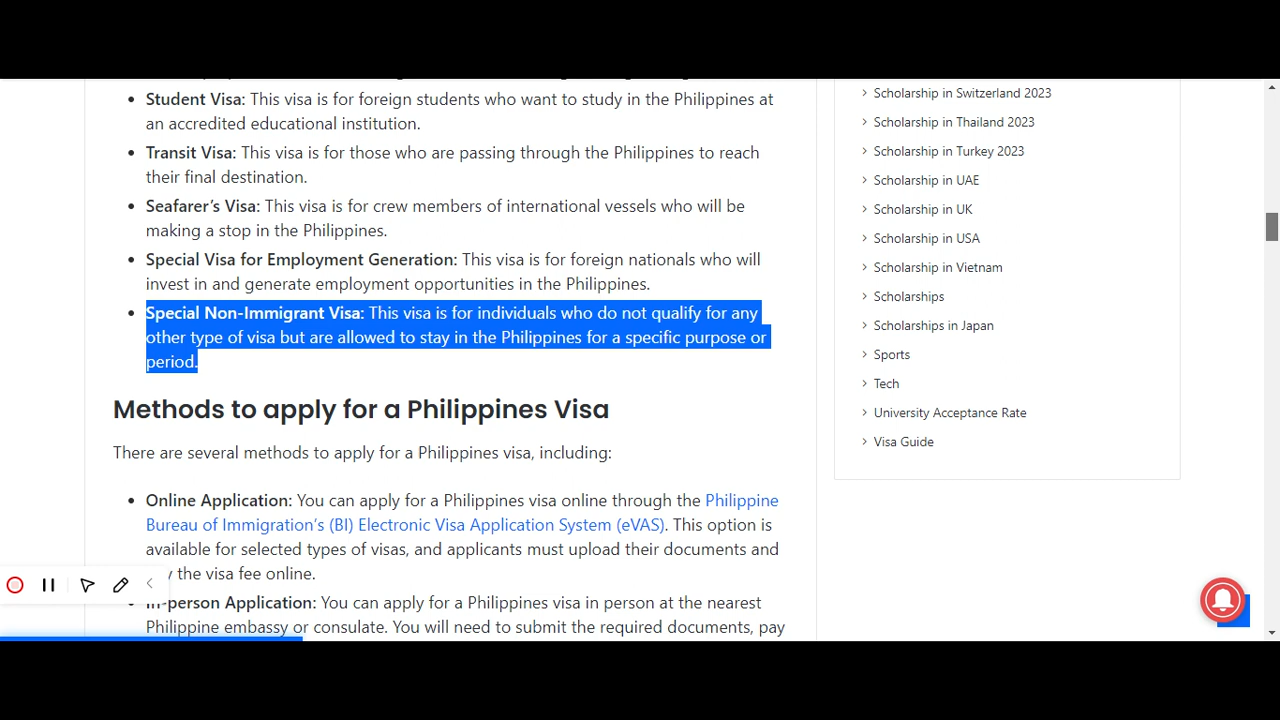 Student Visa: This visa is for foreign students who want to study in the Philippines at
an accredited educational institution.
Transit Visa: This visa is for those who are passing through the Philippines to reach
their final destination.
Seafarer’s Visa: This visa is for crew members of international vessels who will be
making a stop in the Philippines.
Special Visa for Employment Generation: This visa is for foreign nationals who will
invest in and generate employment opportunities in the Philippines.
Special Non-Immigrant Visa: This visa is for individuals who do not qualify for any
other type of visa but are allowed to stay in the Philippines for a specific purpose or
period.
Methods to apply for a Philippines Visa
There are several methods to apply for a Philippines visa, including:
Online Application: You can apply for a Philippines visa online through the Philippine
Bureau of Immigration’s (BI) Electronic Visa Application System (eVAS). This option is
available for selected types of visas, and applicants must upload their documents and
the visa fee online.
In-person Application: You can apply for a Philippines visa in person at the nearest
Philippine embassy or consulate. You will need to submit the required documents, pay
Scholarship in Switzerland 2023
Scholarship in Thailand 2023
Scholarship in Turkey 2023
Scholarship in UAE
Scholarship in UK
Scholarship in USA
Scholarship in Vietnam
Scholarships
Scholarships in Japan
Sports
Tech
University Acceptance Rate
Visa Guide